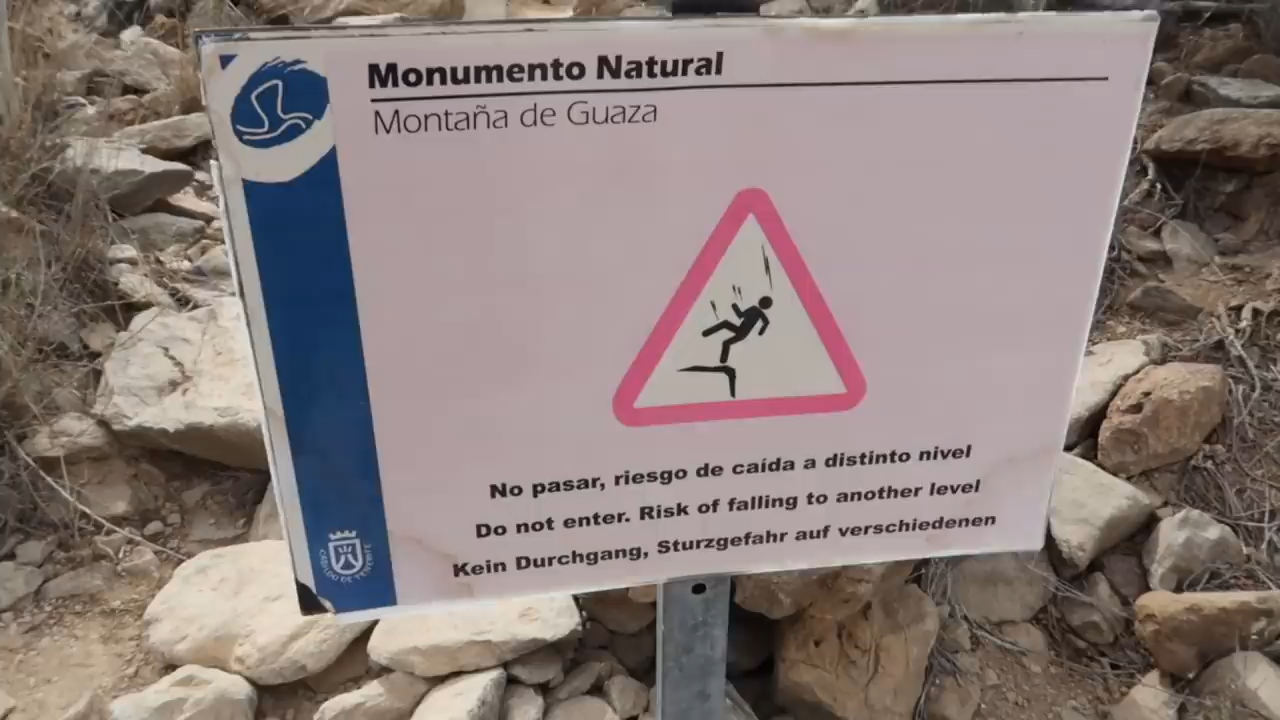 Monumento Natural
Montaña de Guaza
No pasar, riesgo de caída a distinto nivel
Do not enter. Risk of falling to another level
Kein Durchgang, Sturzgefahr auf verschiedenen
CABILDO DE TENERIFE